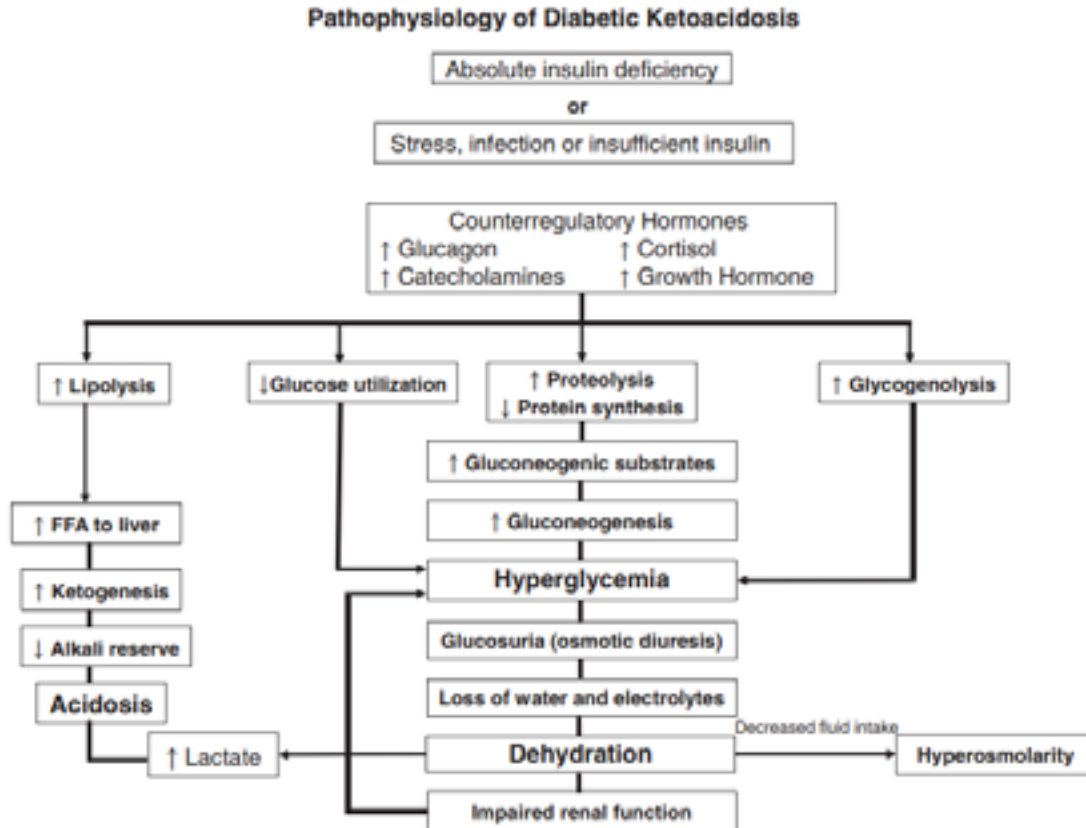 Pathophysiology of Diabetic Ketoacidosis
Absolute insulin deficiency
or
Stress, infection or insufficient insulin
Counterregulatory Hormones
↑ Glucagon ↑ Cortisol
↑ Catecholamines ↑ Growth Hormone
↑ Lipolysis
↓Glucose utilization
↑ Proteolysis
↓ Protein synthesis
↑ Glycogenolysis
↑ Gluconeogenic substrates
↑ FFA to liver
↑ Gluconeogenesis
Hyperglycemia
↑ Ketogenesis
↓ Alkali reserve
Glucosuria (osmotic diuresis)
Acidosis
Loss of water and electrolytes
↑ Lactate
Dehydration
Decreased fluid intake
Hyperosmolarity
Impaired renal function